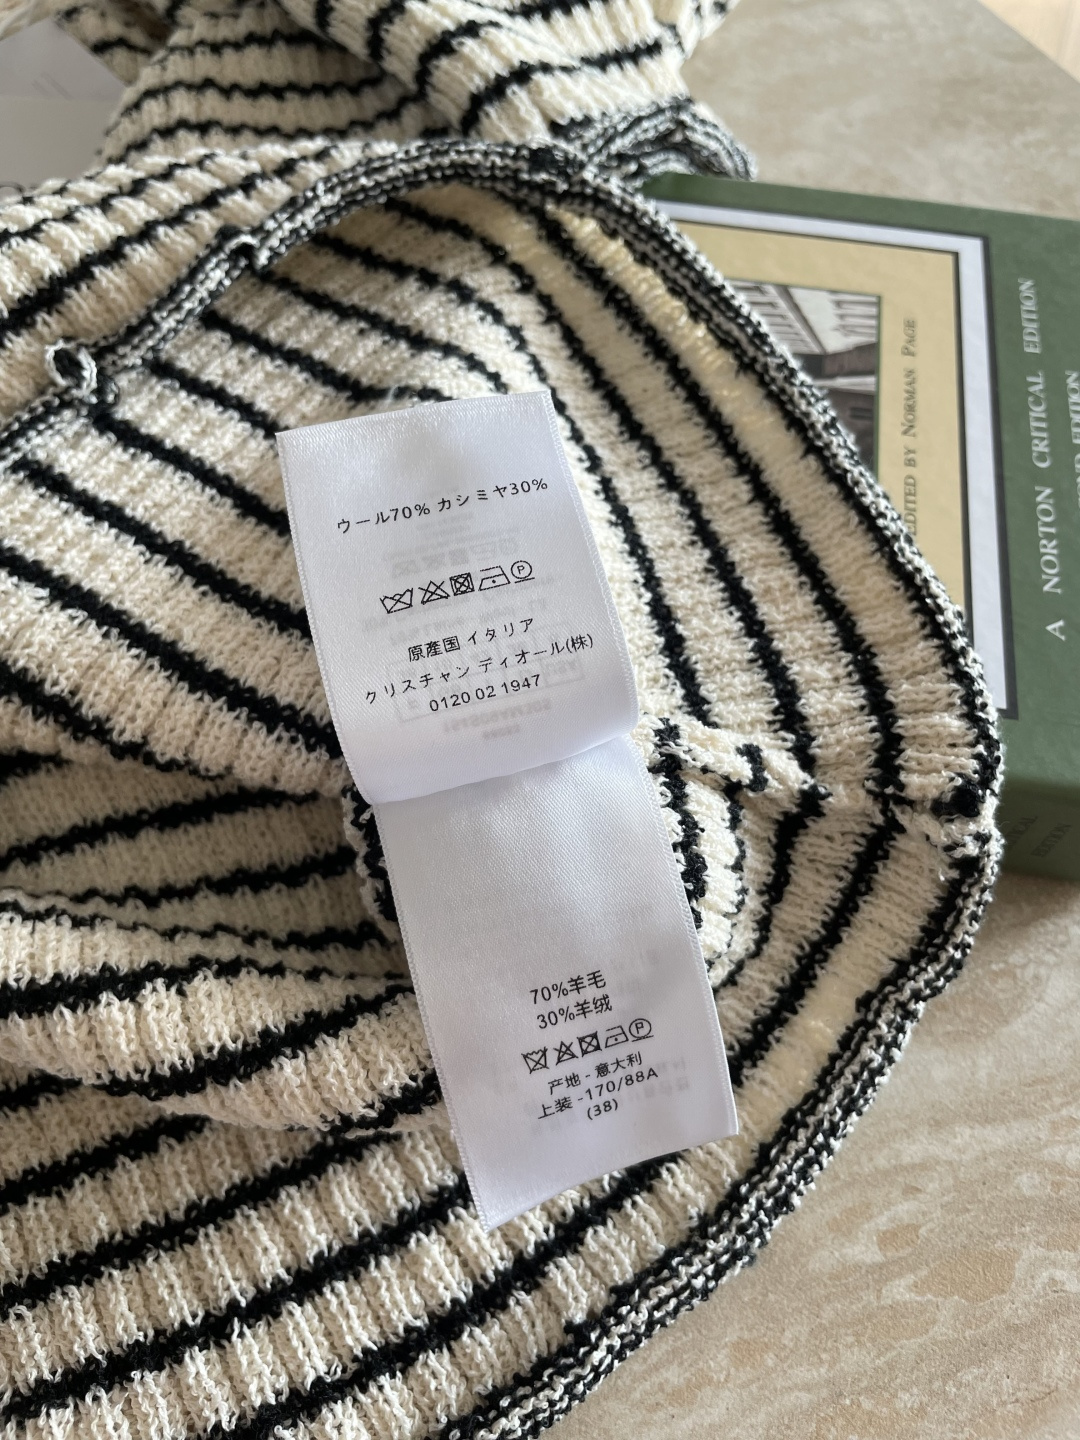 ウール70% カシミヤ30%
P
原産国 イタリア
クリスチャン ディオール(株)
0120 02 1947
70%羊毛
30%羊绒
P
产地 - 意大利
上装 -170/88A
(38)
EDITED BY NORMAN PAGE
A NORTON CRITICAL EDITION
EDITION